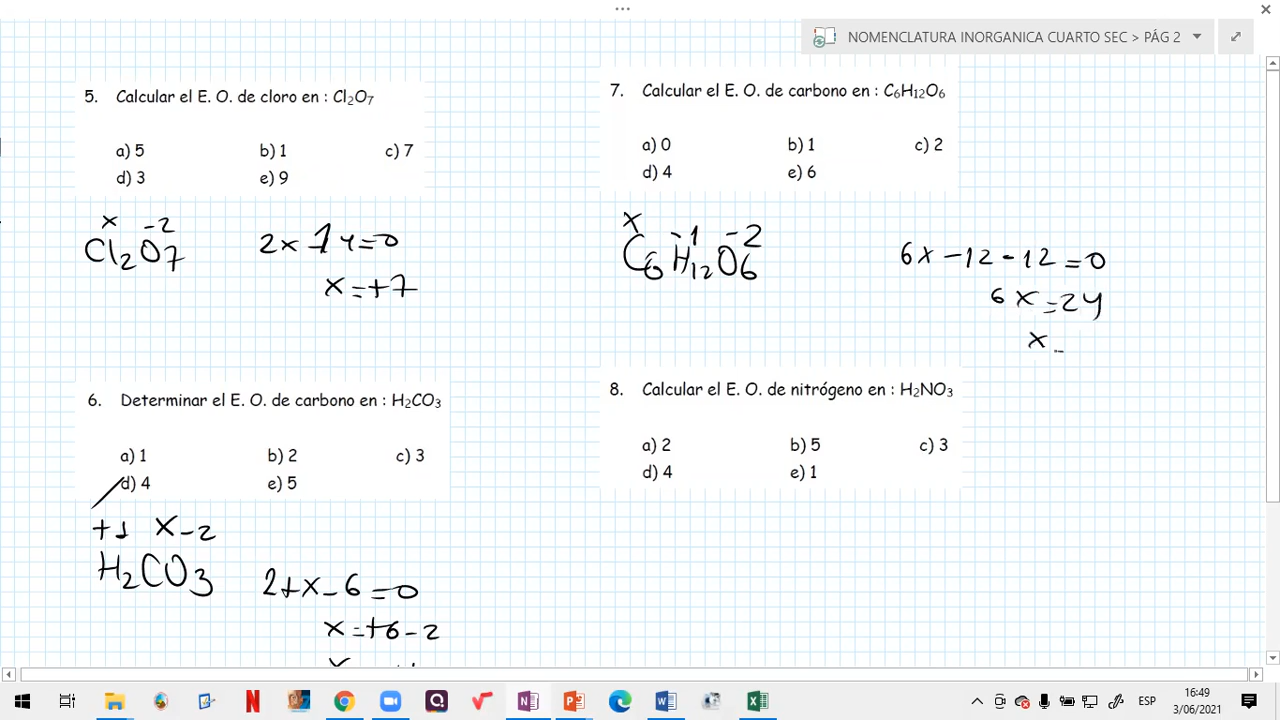 NOMENCLATURA INORGANICA CUARTO SEC > PÁG 2
5. Calcular el E. O. de cloro en : Cl₂O₇
a) 5 b) 1 c) 7
d) 3 e) 9
x -2
Cl₂O₇
2x - 14 = 0
x = +7
6. Determinar el E. O. de carbono en : H₂CO₃
a) 1 b) 2 c) 3
d) 4 e) 5
+1 x -2
H₂CO₃
2+x-6=0
x=+6-2
7. Calcular el E. O. de carbono en : C₆H₁₂O₆
a) 0 b) 1 c) 2
d) 4 e) 6
x -1 -2
C₆H₁₂O₆
6x -12 -12 =0
6x =24
x =
8. Calcular el E. O. de nitrógeno en : H₂NO₃
a) 2 b) 5 c) 3
d) 4 e) 1
ESP
16:49
3/06/2021